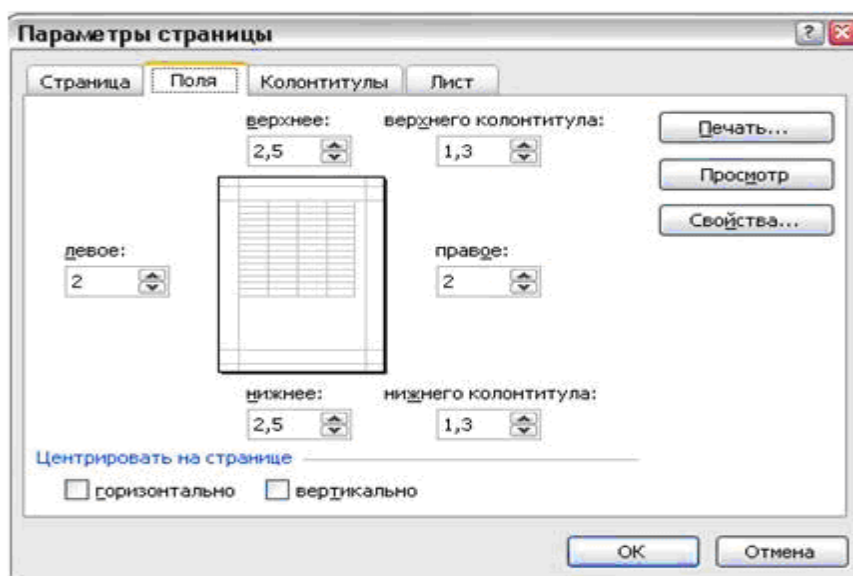 Параметры страницы
Страница Поля Колонтитулы Лист
верхнее: верхнего колонтитула:
2,5 1,3
Печать...
Просмотр
Свойства...
левое: правое:
2 2
нижнее: нижнего колонтитула:
2,5 1,3
Центрировать на странице
горизонтально вертикально
ОК Отмена